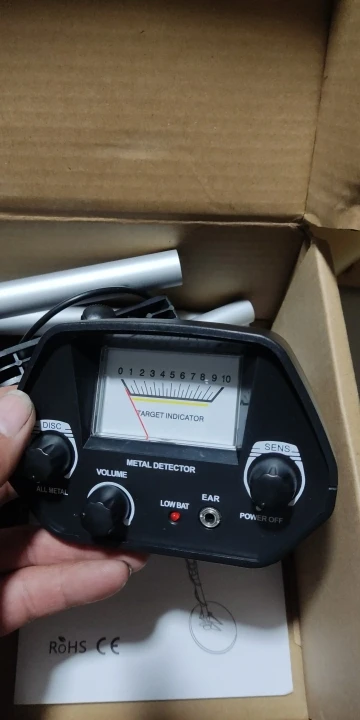 0 1 2 3 4 5 6 7 8 9 10
TARGET INDICATOR
DISC
SENS
METAL DETECTOR
VOLUME
ALL METAL
LOW BAT
EAR
POWER OFF
RoHS CE